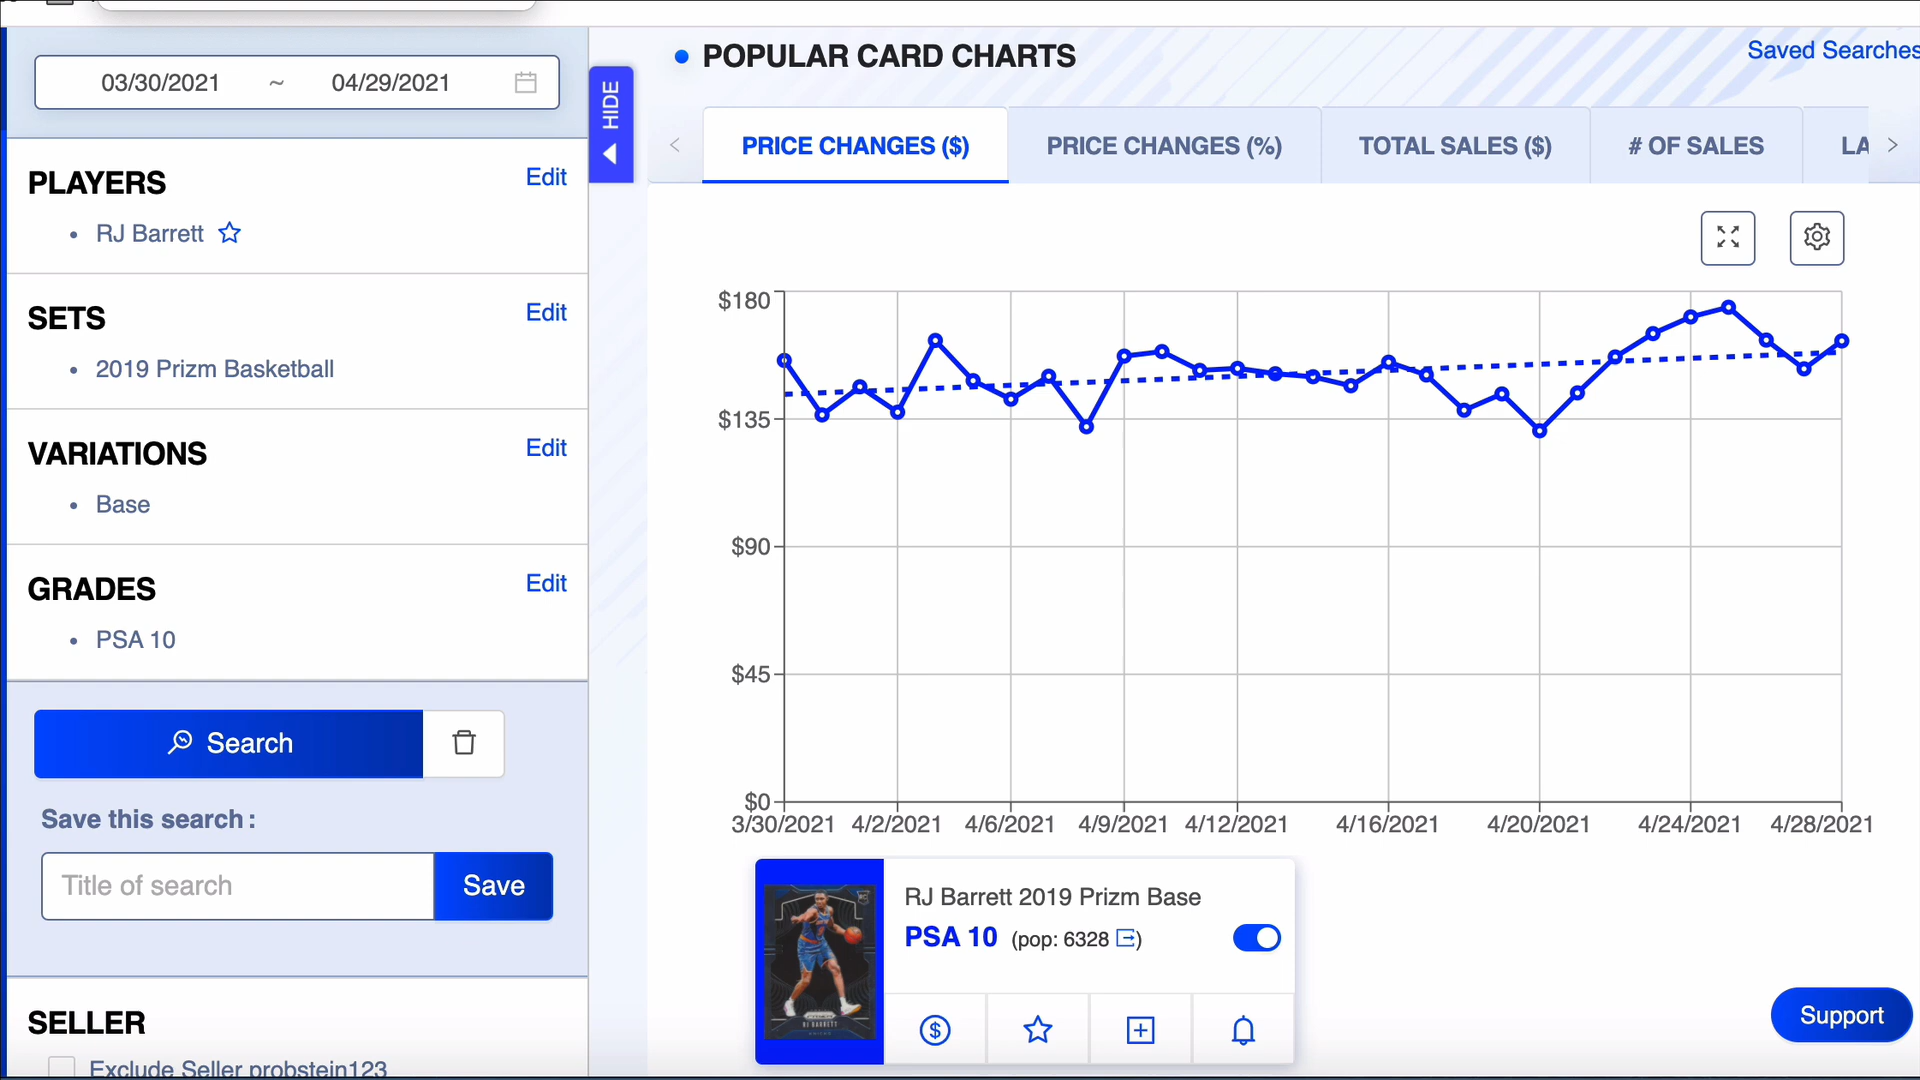 03/30/2021 ~ 04/29/2021
HIDE
POPULAR CARD CHARTS
Saved Searches
PRICE CHANGES ($)
PRICE CHANGES (%)
TOTAL SALES ($)
# OF SALES
LA
PLAYERS
Edit
RJ Barrett
SETS
Edit
2019 Prizm Basketball
VARIATIONS
Edit
Base
GRADES
Edit
PSA 10
Search
Save this search :
Title of search
Save
SELLER
Exclude Seller probstein123
$180
$135
$90
$45
$0
3/30/2021 4/2/2021 4/6/2021 4/9/2021 4/12/2021 4/16/2021 4/20/2021 4/24/2021 4/28/2021
RJ BARRETT
RJ Barrett 2019 Prizm Base
PSA 10 (pop: 6328 )
Support